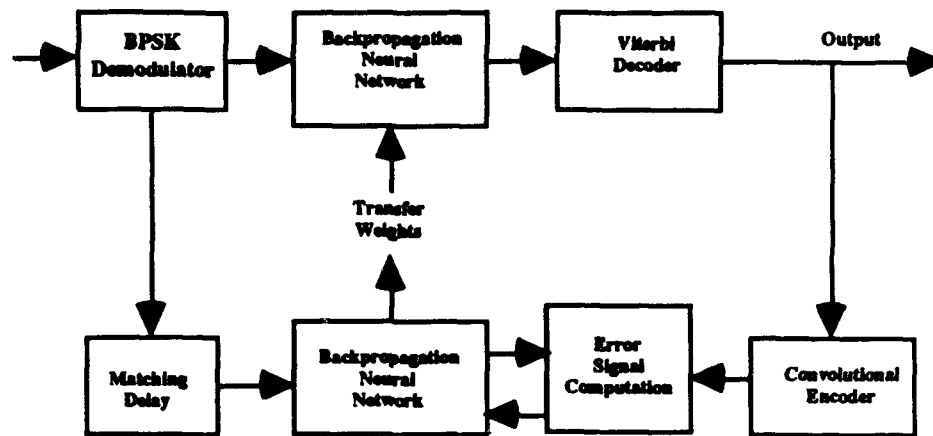 BPSK
Demodulator
Backpropagation
Neural
Network
Viterbi
Decoder
Output
Transfer
Weights
Matching
Delay
Backpropagation
Neural
Network
Error
Signal
Computation
Convolutional
Encoder